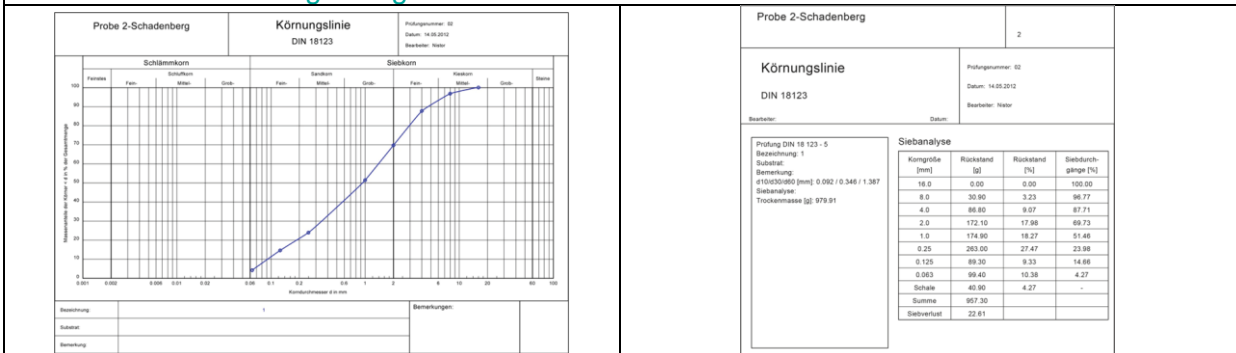 Probe 2-Schadenberg
Körnungslinie
DIN 18123
Prüfungsnummer: 02
Datum: 14.05.2012
Bearbeiter: Nistor
Schlämmkorn
Siebkorn
Feinstes
Schluffkorn
Sandkorn
Kieskorn
Steine
Fein-
Mittel-
Grob-
Fein-
Mittel-
Grob-
Fein-
Mittel-
Grob-
100
90
80
70
60
50
40
30
20
10
0
Massenanteile der Körner < d in % der Gesamtmenge
0.001 0.002 0.006 0.01 0.02 0.06 0.1 0.2 0.6 1 2 6 10 20 60 100
Korndurchmesser d in mm
Bezeichnung: 1
Bemerkungen:
Substrat:
Bemerkung:
Probe 2-Schadenberg
2
Körnungslinie
DIN 18123
Prüfungsnummer: 02
Datum: 14.05.2012
Bearbeiter: Nistor
Bearbeiter: Datum:
Prüfung DIN 18 123 - 5
Bezeichnung: 1
Substrat:
Bemerkung:
d10/d30/d60 [mm]: 0.092 / 0.346 / 1.387
Siebanalyse:
Trockenmasse [g]: 979.91
Siebanalyse
Korngröße [mm] Rückstand [g] Rückstand [%] Siebdurch-gänge [%]
16.0 0.00 0.00 100.00
8.0 30.90 3.23 96.77
4.0 86.80 9.07 87.71
2.0 172.10 17.98 69.73
1.0 174.90 18.27 51.46
0.25 263.00 27.47 23.98
0.125 89.30 9.33 14.66
0.063 99.40 10.38 4.27
Schale 40.90 4.27 -
Summe 957.30
Siebverlust 22.61